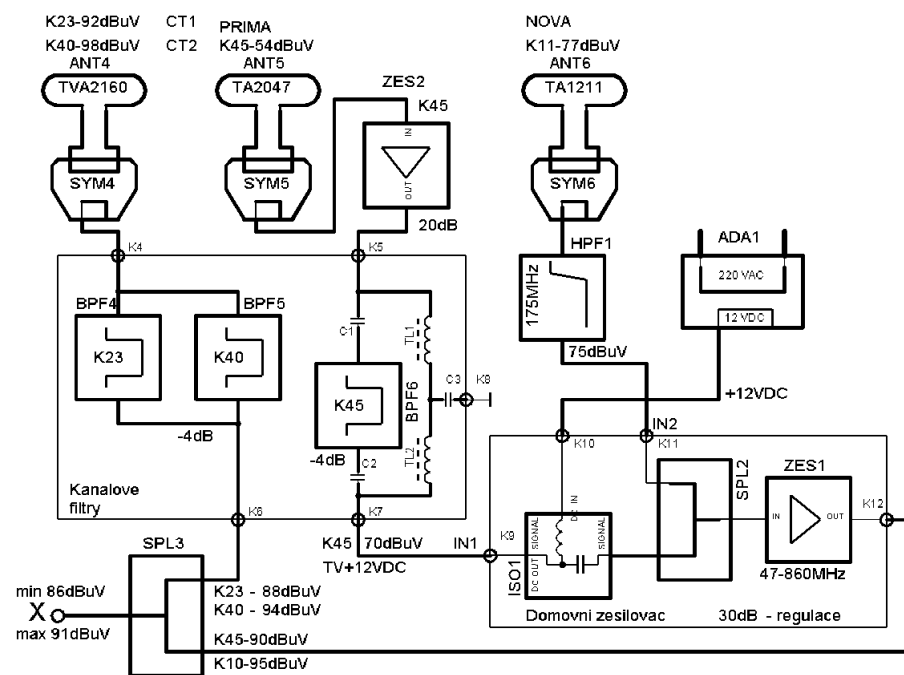 K23-92dBuV CT1
K40-98dBuV CT2
ANT4
TVA2160
SYM4
PRIMA
K45-54dBuV
ANT5
TA2047
SYM5
ZES2
K45
IN
OUT
20dB
NOVA
K11-77dBuV
ANT6
TA1211
SYM6
HPF1
175MHz
75dBuV
ADA1
220 VAC
12 VDC
+12VDC
K4
K5
BPF4
K23
BPF5
K40
-4dB
C1
TL1
K45
BPF6
C3
K8
-4dB
C2
TL2
Kanalove
filtry
K6
K7
K45 70dBuV
TV+12VDC
IN1
K9
K10
IN2
K11
DC IN
SIGNAL
SIGNAL
DC OUT
ISO1
SPL2
ZES1
IN
OUT
K12
47-860MHz
Domovni zesilovac
30dB - regulace
SPL3
min 86dBuV
X
max 91dBuV
K23 - 88dBuV
K40 - 94dBuV
K45-90dBuV
K10-95dBuV